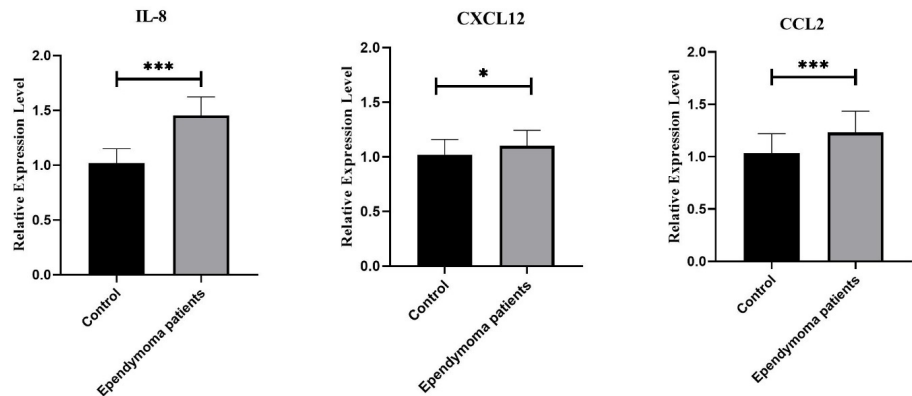 IL-8
Relative Expression Level
2.0
1.5
1.0
0.5
0.0
***
Control
Ependymoma patients
CXCL12
Relative Expression Level
2.0
1.5
1.0
0.5
0.0
*
Control
Ependymoma patients
CCL2
Relative Expression Level
2.0
1.5
1.0
0.5
0.0
***
Control
Ependymoma patients